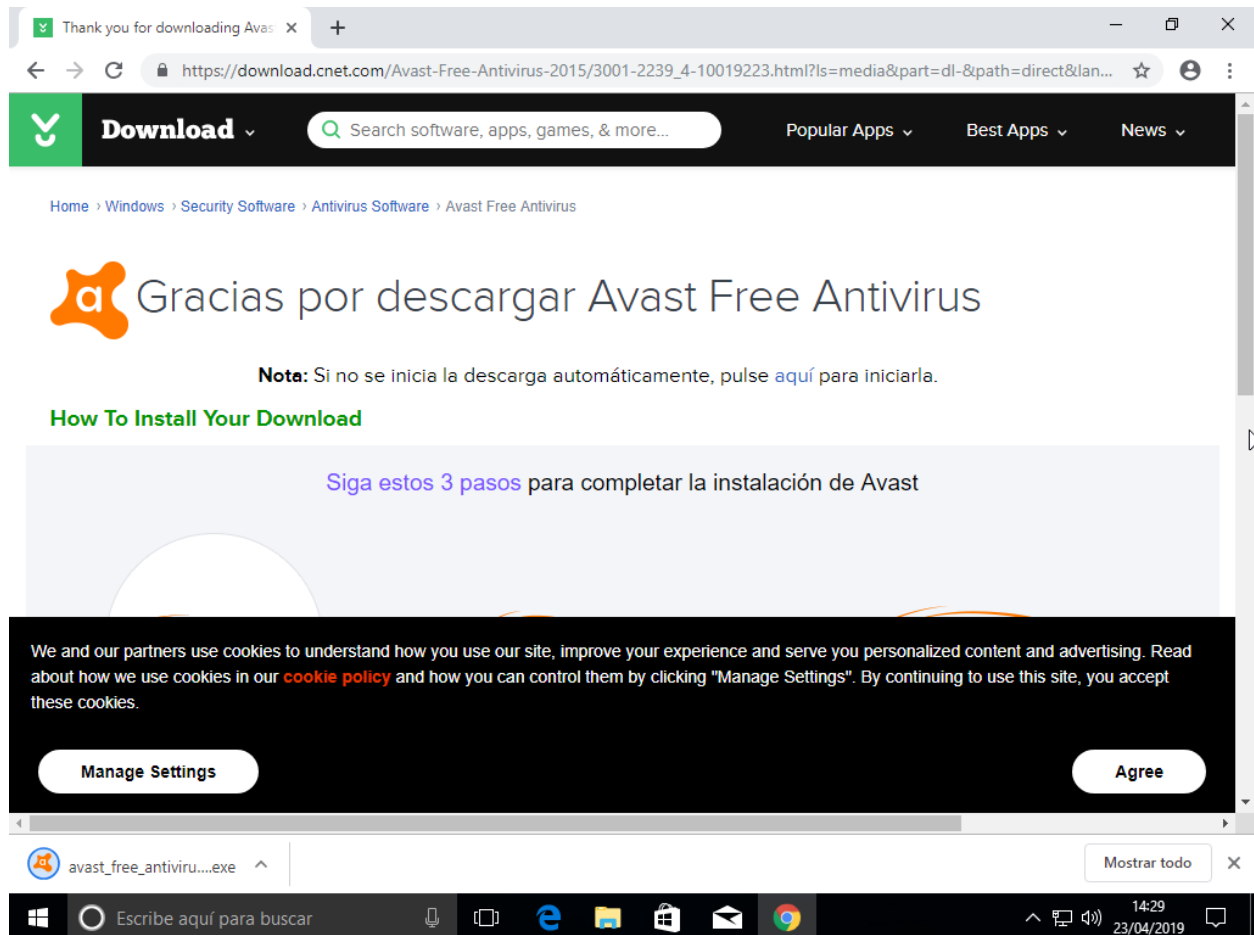 Thank you for downloading Avas
https://download.cnet.com/Avast-Free-Antivirus-2015/3001-2239_4-10019223.html?ls=media&part=dl-&path=direct&lan...
Download
Search software, apps, games, & more...
Popular Apps
Best Apps
News
Home › Windows › Security Software › Antivirus Software › Avast Free Antivirus
a
Gracias por descargar Avast Free Antivirus
Nota: Si no se inicia la descarga automáticamente, pulse aquí para iniciarla.
How To Install Your Download
Siga estos 3 pasos para completar la instalación de Avast
We and our partners use cookies to understand how you use our site, improve your experience and serve you personalized content and advertising. Read
about how we use cookies in our cookie policy and how you can control them by clicking "Manage Settings". By continuing to use this site, you accept
these cookies.
Manage Settings
Agree
avast_free_antiviru....exe
Mostrar todo
Escribe aquí para buscar
14:29
23/04/2019